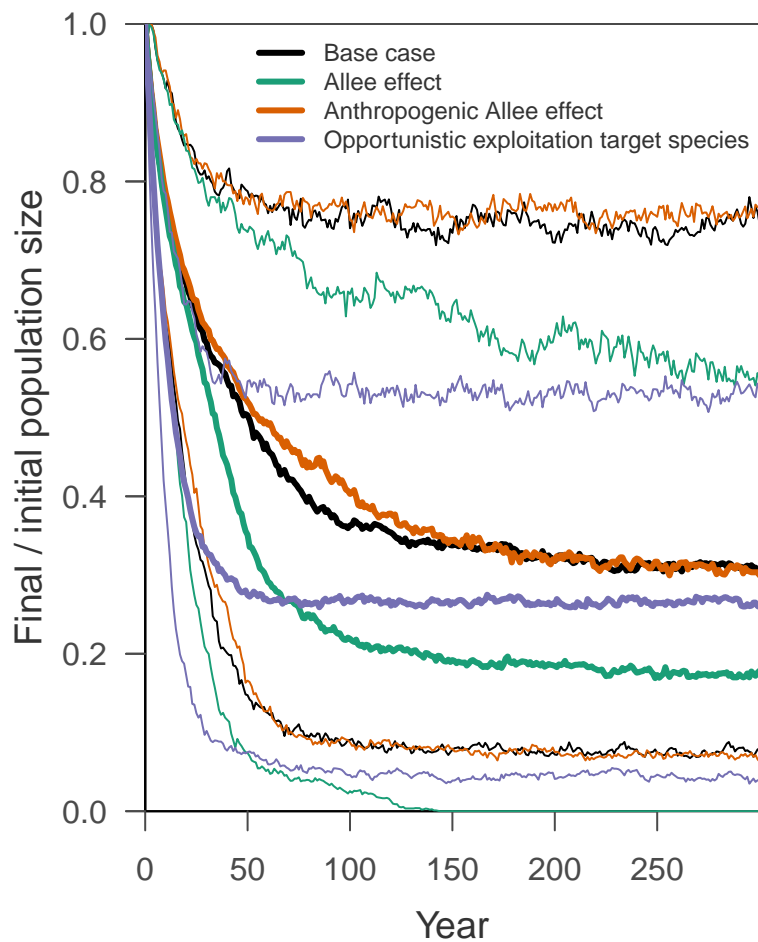 Base case
Allee effect
Anthropogenic Allee effect
Opportunistic exploitation target species
Final / initial population size
1.0
0.8
0.6
0.4
0.2
0.0
0 50 100 150 200 250
Year